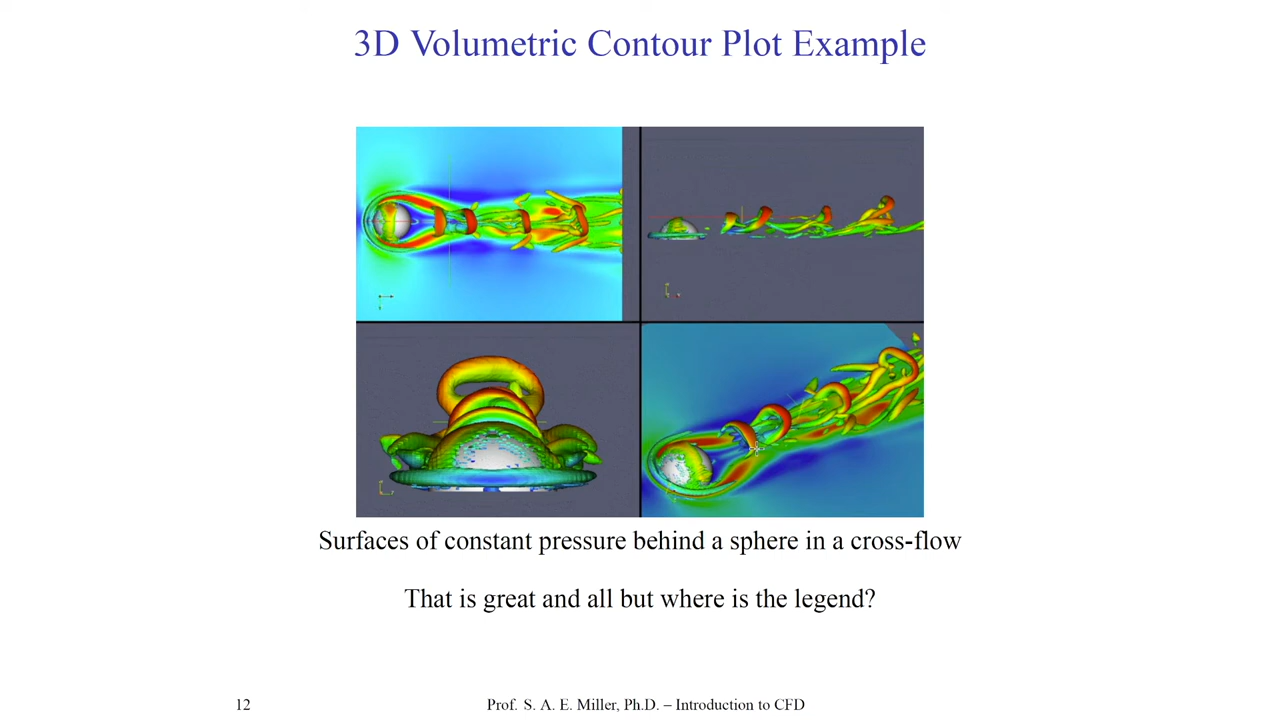 3D Volumetric Contour Plot Example
Surfaces of constant pressure behind a sphere in a cross-flow
That is great and all but where is the legend?
12
Prof. S. A. E. Miller, Ph.D. – Introduction to CFD